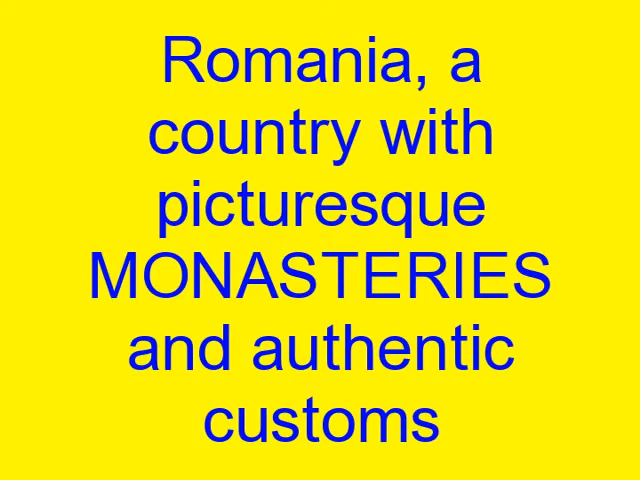 Romania, a
country with
picturesque
MONASTERIES
and authentic
customs